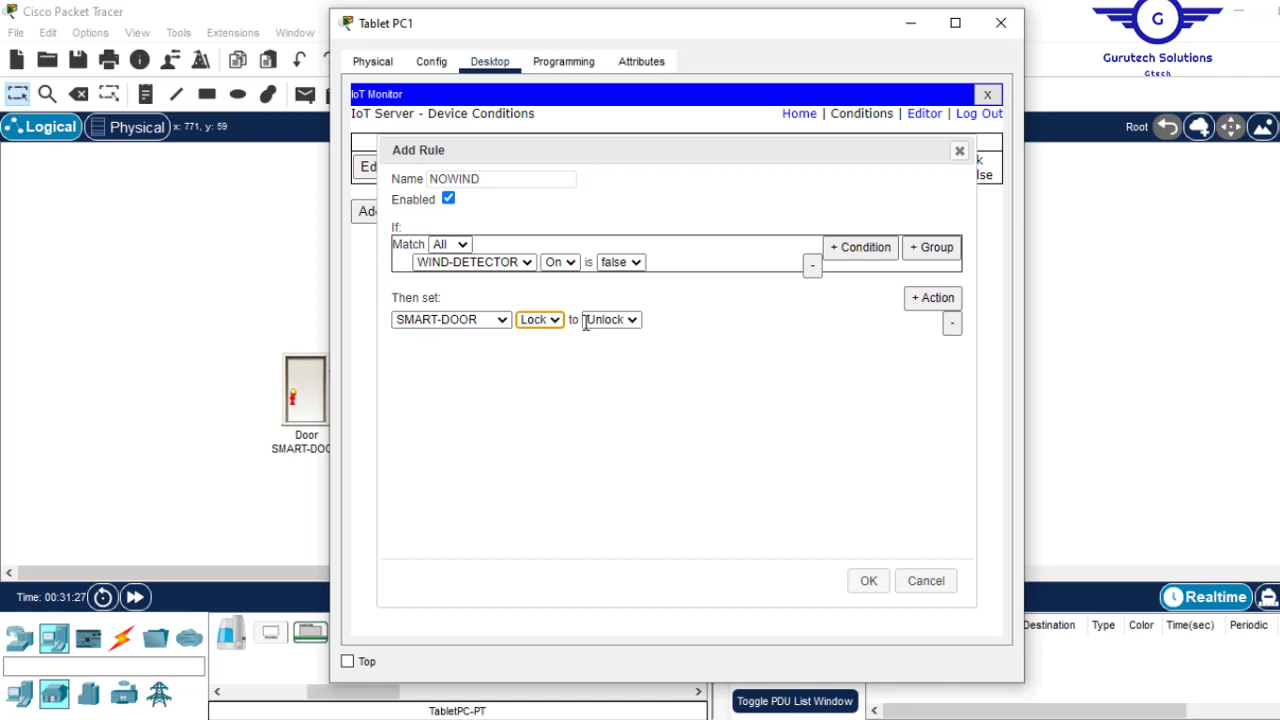 Cisco Packet Tracer
File Edit Options View Tools Extensions Window
Logical Physical x: 771, y: 59
Root
G
Gurutech Solutions
Gtech
Tablet PC1
Physical Config Desktop Programming Attributes
IoT Monitor X
IoT Server - Device Conditions Home | Conditions | Editor | Log Out
Ed
k
lse
Add
Add Rule
Name NOWIND
Enabled
If:
Match All + Condition + Group
WIND-DETECTOR On is false -
Then set: + Action
SMART-DOOR Lock to Unlock -
OK Cancel
Top
Door
SMART-DOO
Time: 00:31:27
Realtime
Destination Type Color Time(sec) Periodic
TabletPC-PT
Toggle PDU List Window